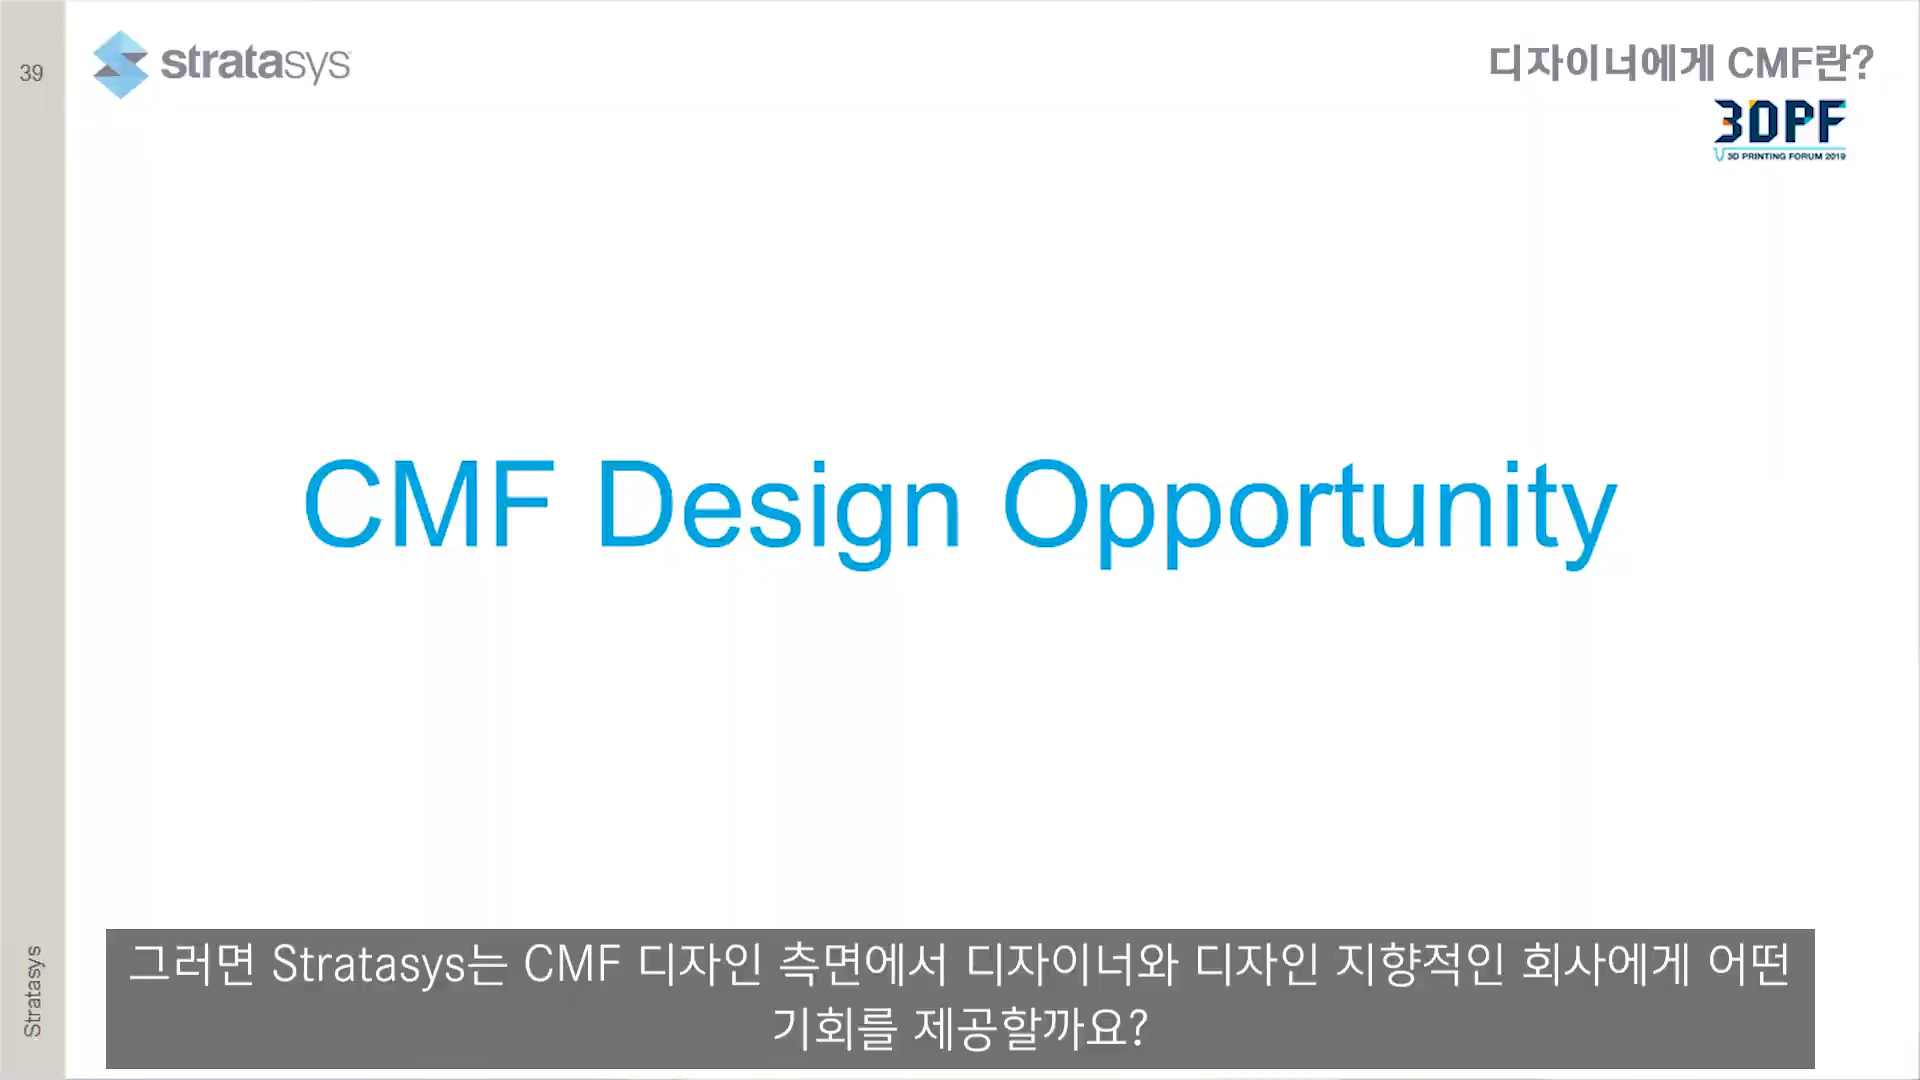 39
stratasys
디자이너에게 CMF란?
3DPF
3D PRINTING FORUM 2019
CMF Design Opportunity
그러면 Stratasys는 CMF 디자인 측면에서 디자이너와 디자인 지향적인 회사에게 어떤
기회를 제공할까요?
Stratasys